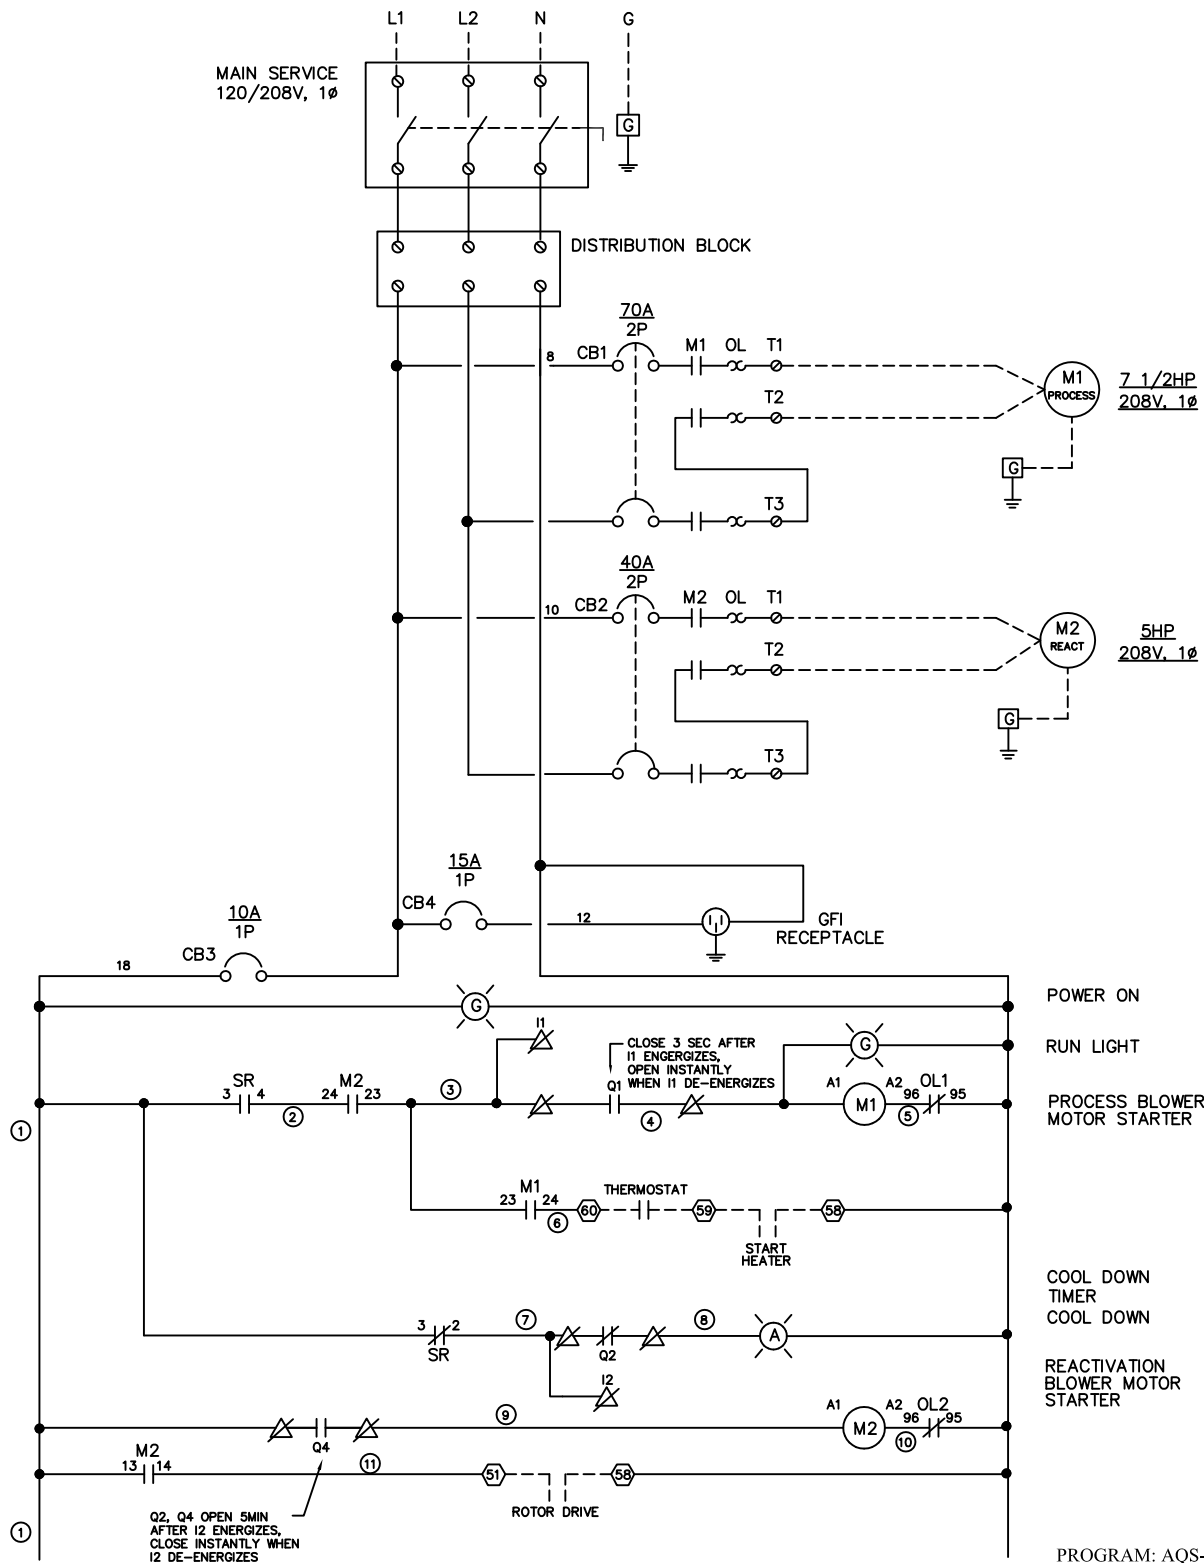 L1 L2 N G
MAIN SERVICE
120/208V, 1ø
G
DISTRIBUTION BLOCK
70A
2P
8 CB1 M1 OL T1
M1
PROCESS
7 1/2HP
208V, 1ø
T2
G
T3
40A
2P
10 CB2 M2 OL T1
M2
REACT
5HP
208V, 1ø
T2
G
T3
15A
1P
CB4 12
GFI
RECEPTACLE
10A
1P
18 CB3
G POWER ON
I1
CLOSE 3 SEC AFTER
I1 ENGERGIZES,
OPEN INSTANTLY
WHEN I1 DE-ENERGIZES
G RUN LIGHT
1
SR
3 4
2
M2
24 23
3
Q1
4
A1 M1 A2
OL1
96 95
5
PROCESS BLOWER
MOTOR STARTER
M1
23 24
6
60
THERMOSTAT
59
START
HEATER
58
COOL DOWN
TIMER
COOL DOWN
3 2
SR
7
Q2
8
A
I2
REACTIVATION
BLOWER MOTOR
STARTER
Q4
9
A1 M2 A2
OL2
96 95
10
M2
13 14
11
51
ROTOR DRIVE
58
Q2, Q4 OPEN 5MIN
AFTER I2 ENERGIZES,
CLOSE INSTANTLY WHEN
I2 DE-ENERGIZES
1
PROGRAM: AQS-